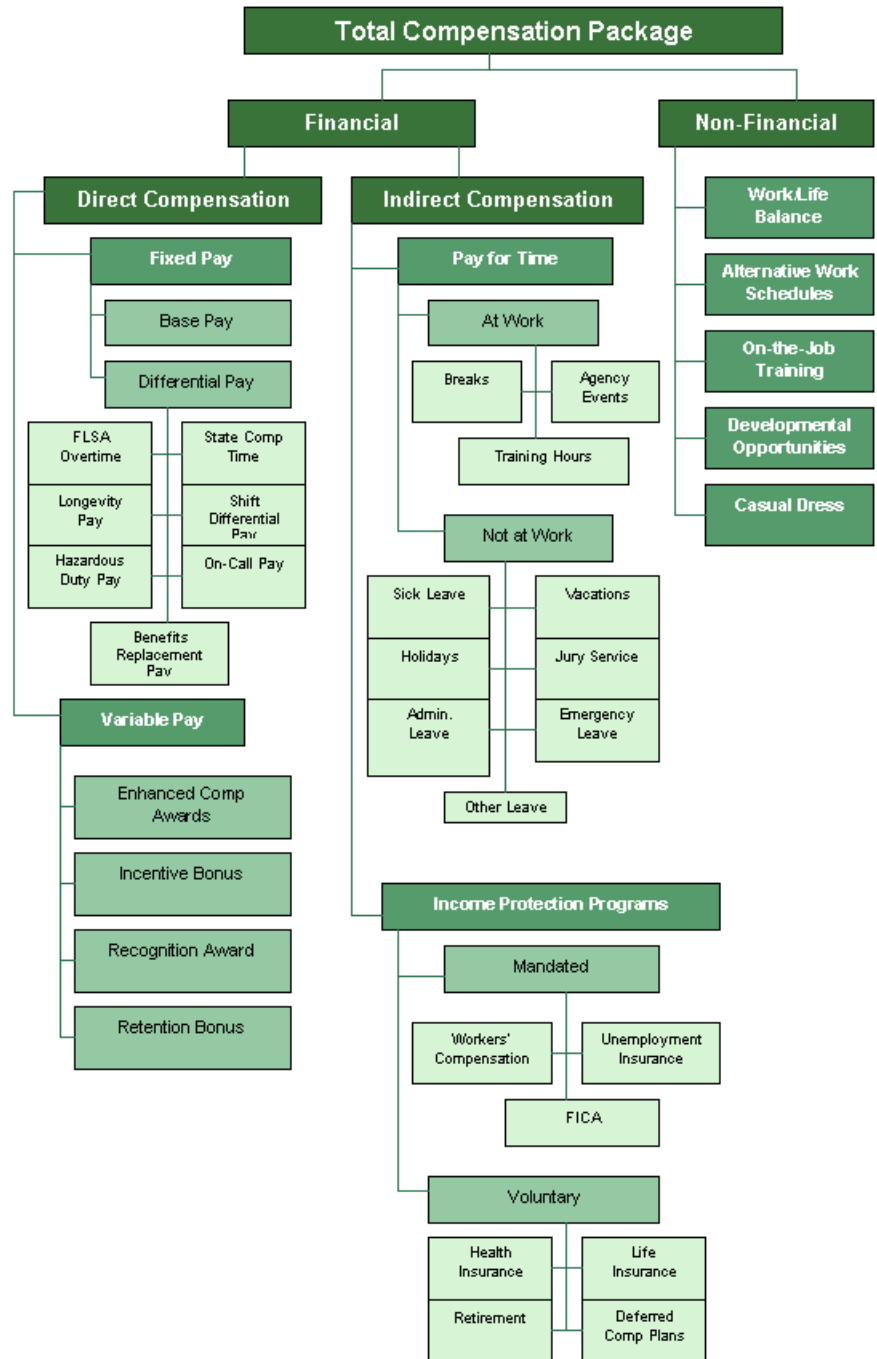 Total Compensation Package
Financial
Non-Financial
Direct Compensation
Indirect Compensation
Work/Life
Balance
Fixed Pay
Pay for Time
Alternative Work
Schedules
Base Pay
At Work
On-the-Job
Training
Differential Pay
Breaks
Agency
Events
Developmental
Opportunities
FLSA
Overtime
State Comp
Time
Training Hours
Longevity
Pay
Shift
Differential
Pay
Casual Dress
Not at Work
Hazardous
Duty Pay
On-Call Pay
Sick Leave
Vacations
Benefits
Replacement
Pay
Holidays
Jury Service
Variable Pay
Admin.
Leave
Emergency
Leave
Enhanced Comp
Awards
Other Leave
Incentive Bonus
Income Protection Programs
Recognition Award
Mandated
Retention Bonus
Workers'
Compensation
Unemployment
Insurance
FICA
Voluntary
Health
Insurance
Life
Insurance
Retirement
Deferred
Comp Plans